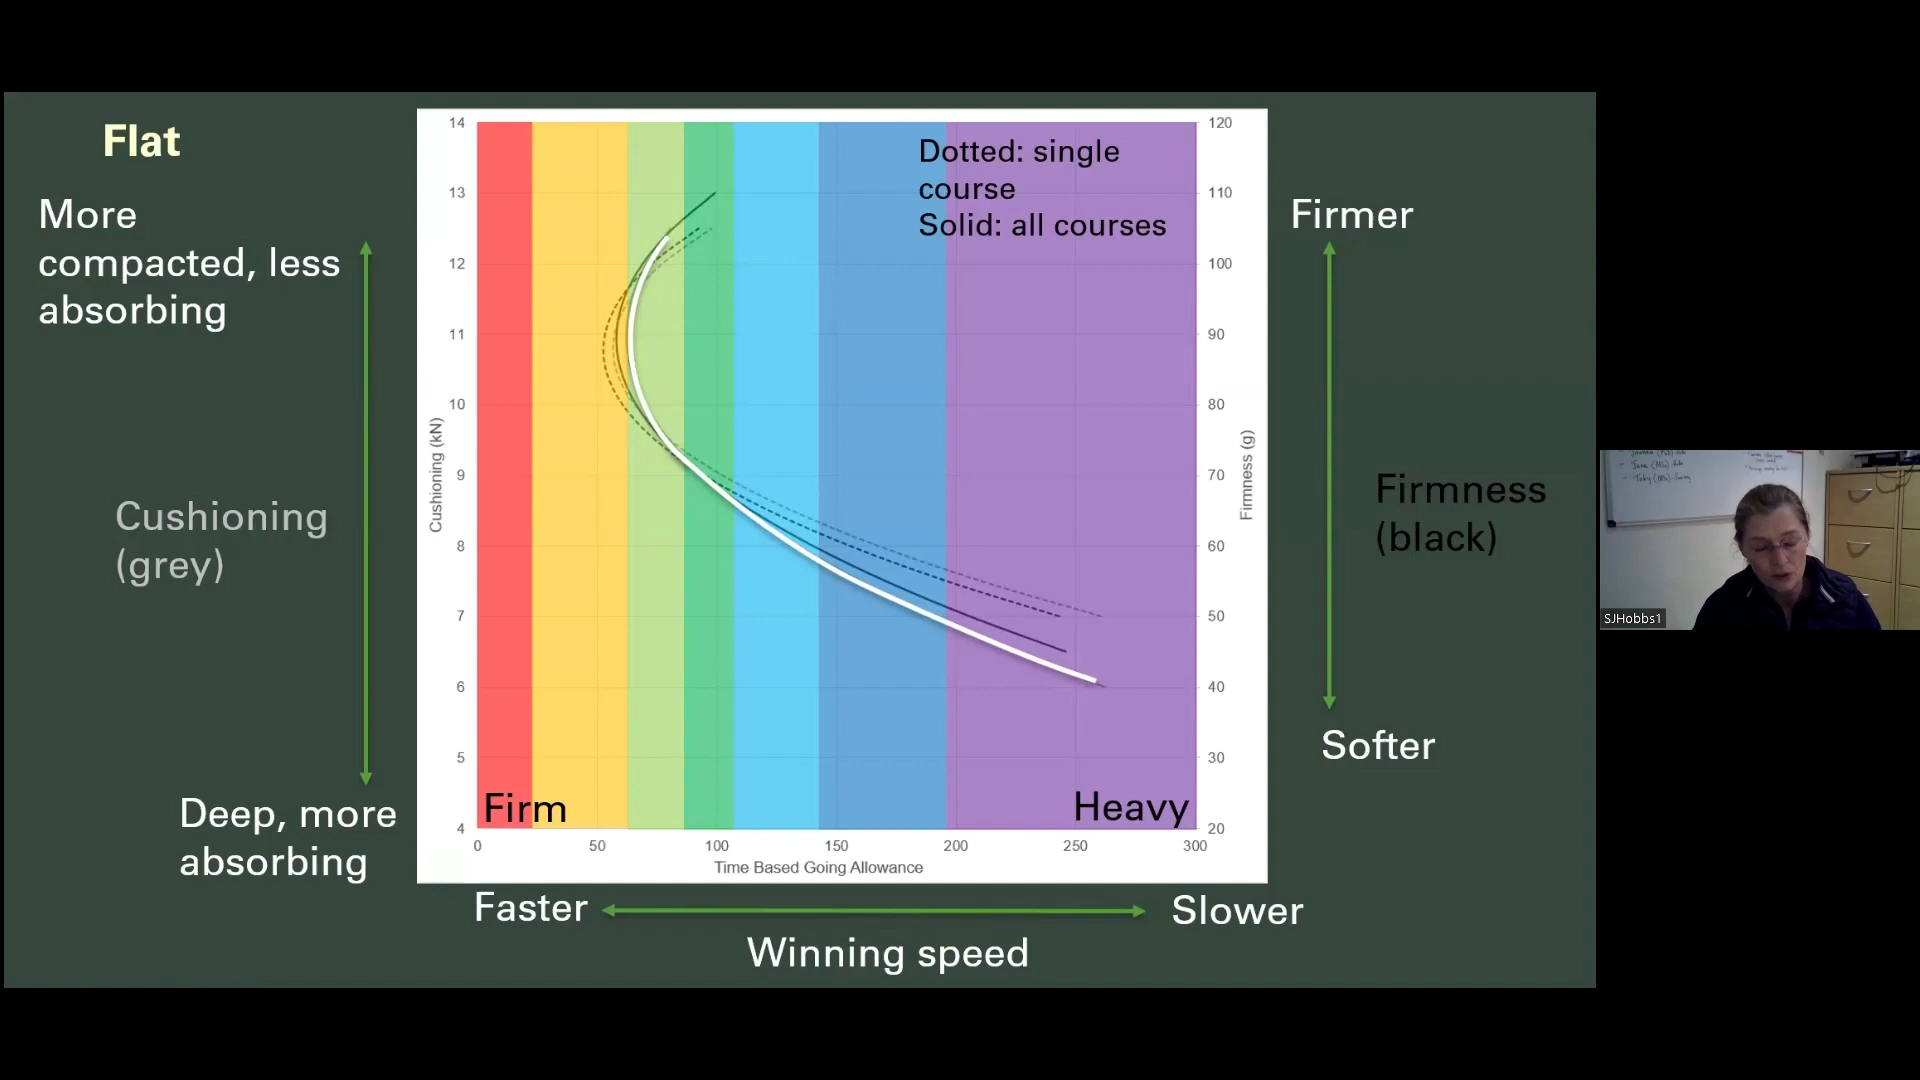 Flat
More
compacted, less
absorbing
Cushioning
(grey)
Deep, more
absorbing
14
13
12
11
10
9
8
7
6
5
4
Cushioning (kN)
Dotted: single
course
Solid: all courses
Firm
Heavy
0
50
100
150
200
250
300
Time Based Going Allowance
120
110
100
90
80
70
60
50
40
30
20
Firmness (g)
Firmer
Firmness
(black)
Softer
Faster
Slower
Winning speed
SJHobbs1